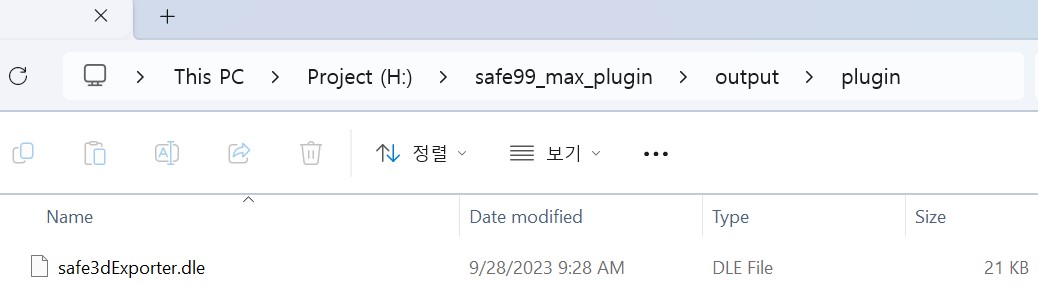 This PC > Project (H:) > safe99_max_plugin > output > plugin
정렬 보기
Name Date modified Type Size
safe3dExporter.dle 9/28/2023 9:28 AM DLE File 21 KB